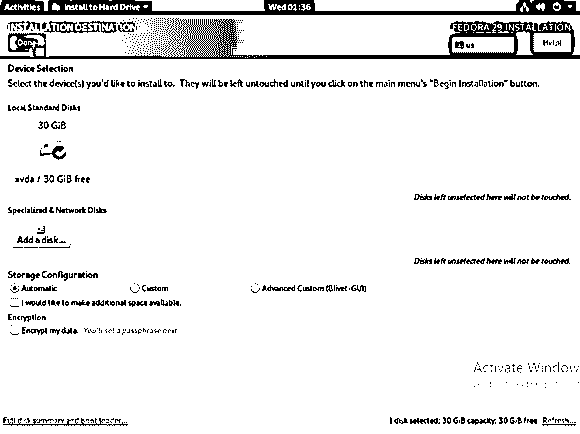 Activities Install to Hard Drive Wed 01:36
INSTALLATION DESTINATION FEDORA 29 INSTALLATION
Done us Help!
Device Selection
Select the device(s) you'd like to install to. They will be left untouched until you click on the main menu's "Begin Installation" button.
Local Standard Disks
30 GiB
xvda / 30 GiB free
Disks left unselected here will not be touched.
Specialized & Network Disks
Add a disk...
Disks left unselected here will not be touched.
Storage Configuration
Automatic Custom Advanced Custom (Blivet-GUI)
I would like to make additional space available.
Encryption
Encrypt my data. You'll set a passphrase next.
Activate Window
Full disk summary and boot loader... 1 disk selected; 30 GiB capacity; 30 GiB free Refresh...